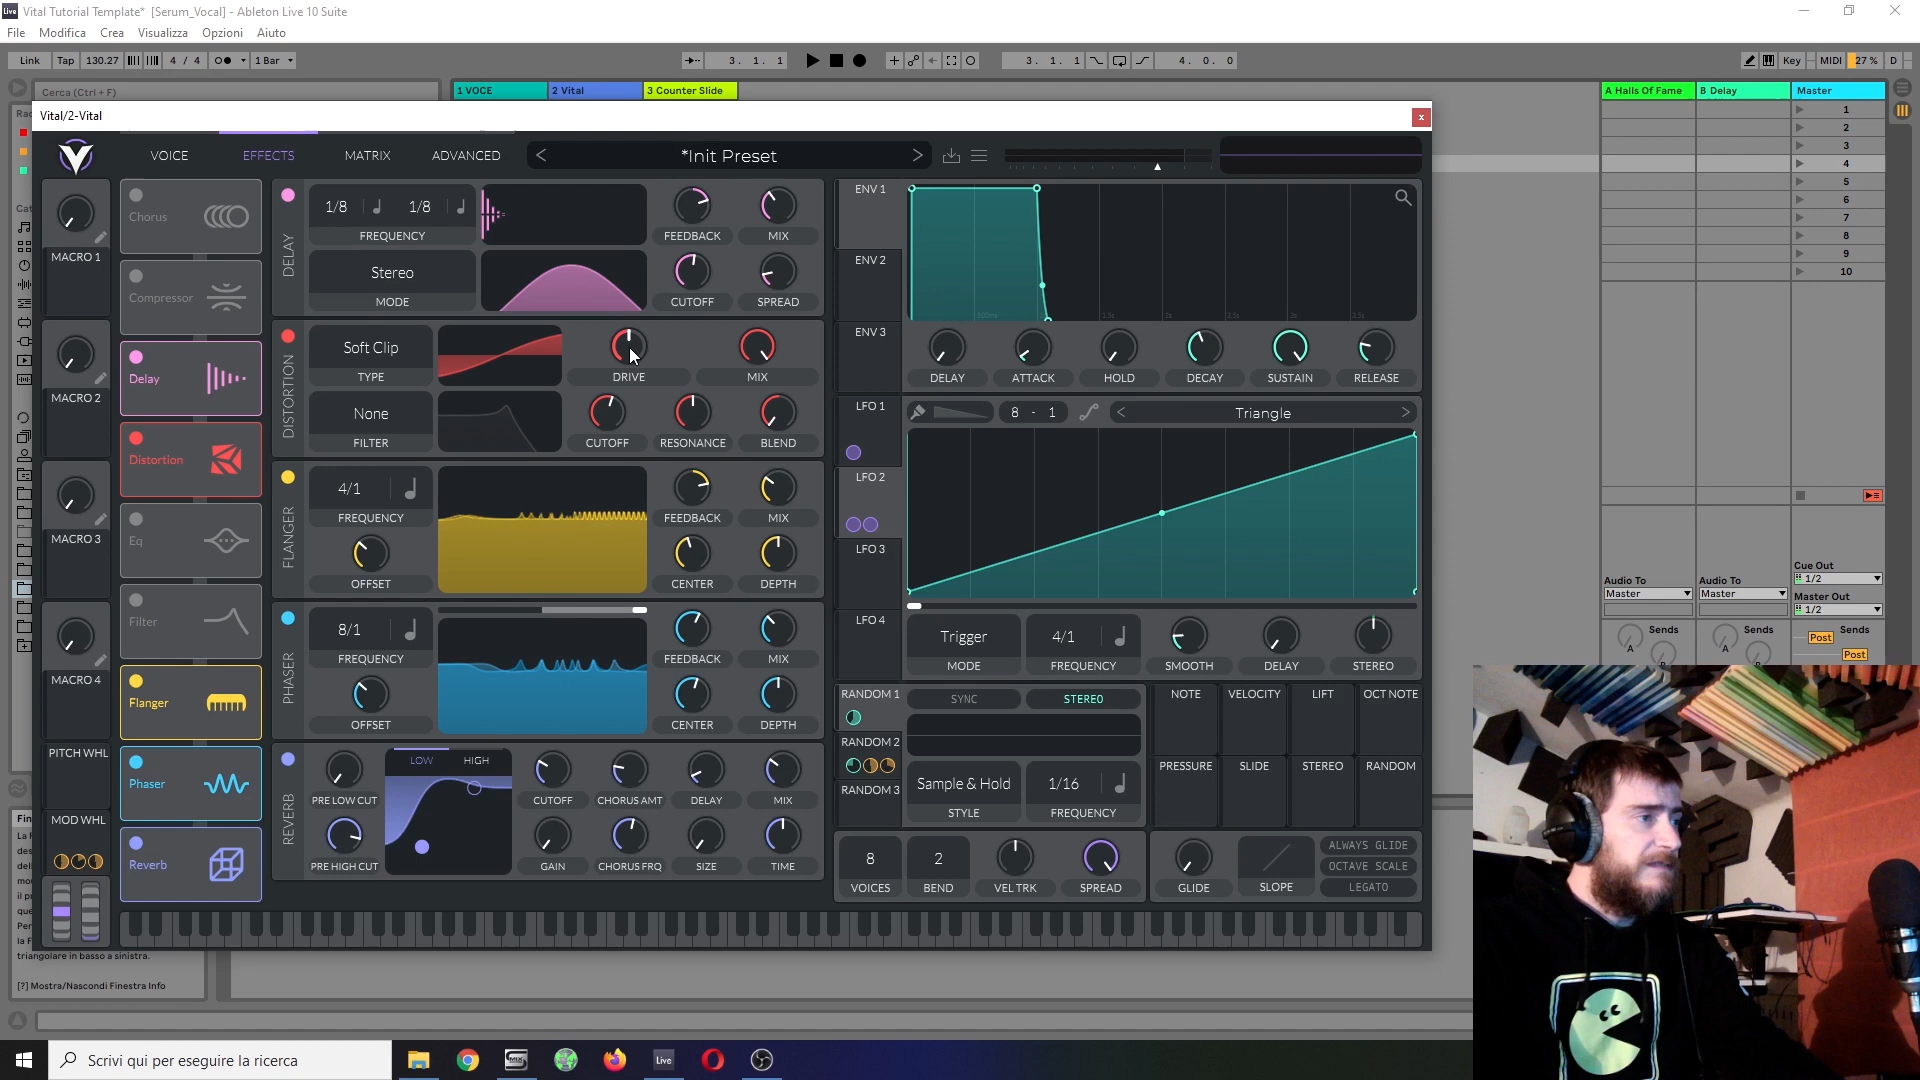 Live Vital Tutorial Template* [Serum_Vocal] - Ableton Live 10 Suite
File Modifica Crea Visualizza Opzioni Aiuto
Link Tap 130.27 4 / 4 1 Bar 3. 1. 1 3. 1. 1 4. 0. 0 Key MIDI 27 % D
Cerca (Ctrl + F)
1 VOCE 2 Vital 3 Counter Slide A Halls Of Fame B Delay Master
Vital/2-Vital
x
VOICE EFFECTS MATRIX ADVANCED *Init Preset
1
2
3
4
5
6
7
8
9
10
MACRO 1
MACRO 2
MACRO 3
MACRO 4
PITCH WHL
MOD WHL
Chorus
Compressor
Delay
Distortion
Eq
Filter
Flanger
Phaser
Reverb
DELAY
1/8 1/8
FREQUENCY FEEDBACK MIX
Stereo
MODE CUTOFF SPREAD
DISTORTION
Soft Clip
TYPE DRIVE MIX
None
FILTER CUTOFF RESONANCE BLEND
FLANGER
4/1
FREQUENCY FEEDBACK MIX
OFFSET CENTER DEPTH
PHASER
8/1
FREQUENCY FEEDBACK MIX
OFFSET CENTER DEPTH
REVERB
LOW HIGH
PRE LOW CUT CUTOFF CHORUS AMT DELAY MIX
PRE HIGH CUT GAIN CHORUS FRQ SIZE TIME
ENV 1
ENV 2
ENV 3
DELAY ATTACK HOLD DECAY SUSTAIN RELEASE
LFO 1
LFO 2
LFO 3
LFO 4
8 - 1 Triangle
Trigger 4/1
MODE FREQUENCY SMOOTH DELAY STEREO
RANDOM 1
RANDOM 2
RANDOM 3
SYNC STEREO
Sample & Hold 1/16
STYLE FREQUENCY
NOTE VELOCITY LIFT OCT NOTE
PRESSURE SLIDE STEREO RANDOM
8 2
VOICES BEND VEL TRK SPREAD GLIDE SLOPE
ALWAYS GLIDE
OCTAVE SCALE
LEGATO
Cue Out
1/2
Audio To Audio To Master Out
Master Master 1/2
Sends Sends Sends
A A Post
Post
triangolare in basso a sinistra.
[?] Mostra/Nascondi Finestra Info
Scrivi qui per eseguire la ricerca
Live